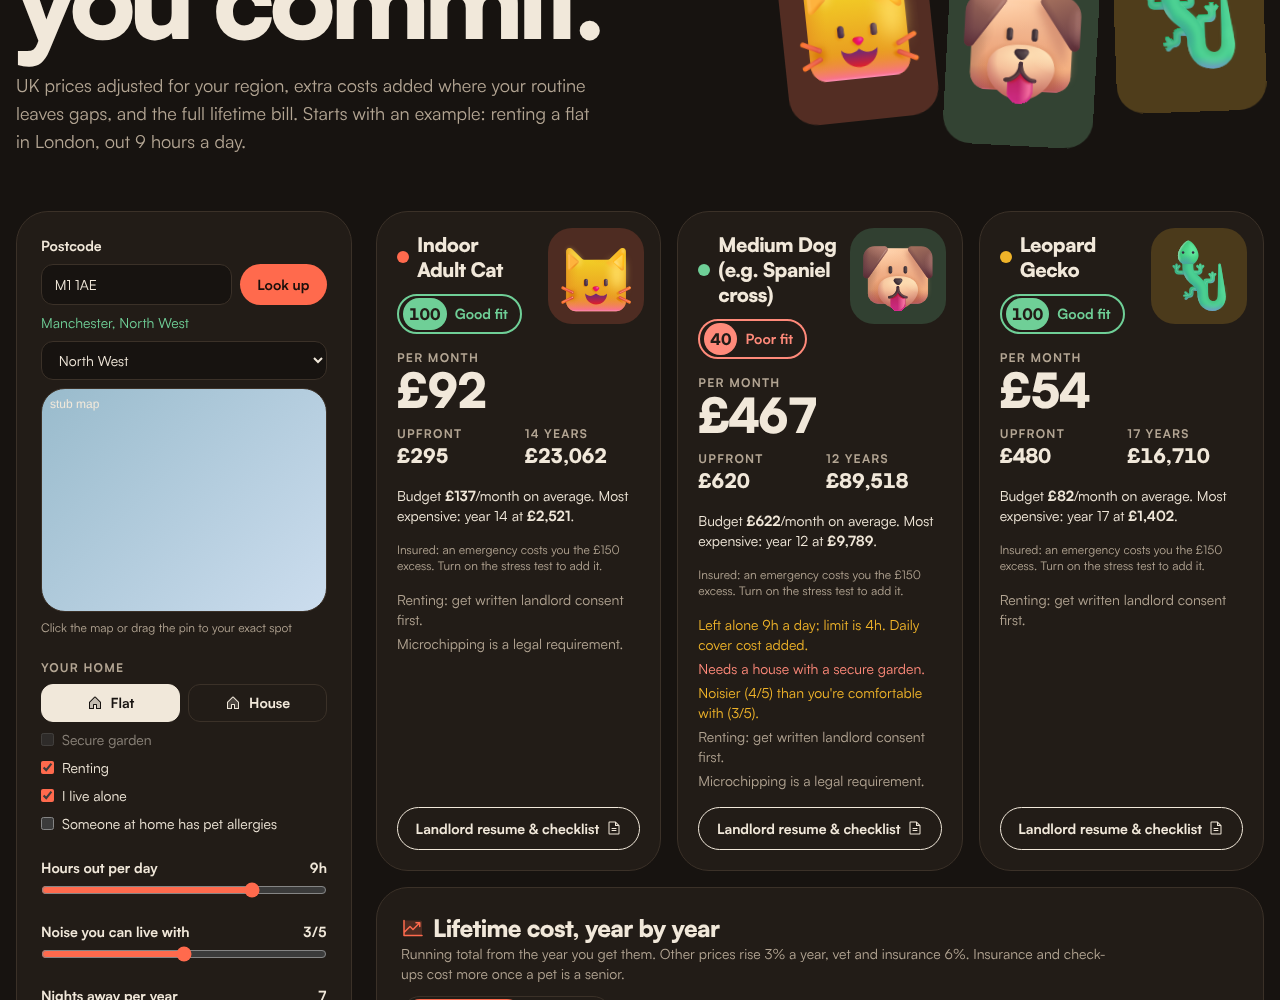 you commit.
UK prices adjusted for your region, extra costs added where your routine
leaves gaps, and the full lifetime bill. Starts with an example: renting a flat
in London, out 9 hours a day.
Postcode
M1 1AE
Look up
Manchester, North West
North West
stub map
Click the map or drag the pin to your exact spot
YOUR HOME
Flat
House
Secure garden
Renting
I live alone
Someone at home has pet allergies
Hours out per day
9h
Noise you can live with
3/5
Nights away per year
7
Indoor
Adult Cat
100 Good fit
PER MONTH
£92
UPFRONT
£295
14 YEARS
£23,062
Budget £137/month on average. Most
expensive: year 14 at £2,521.
Insured: an emergency costs you the £150
excess. Turn on the stress test to add it.
Renting: get written landlord consent
first.
Microchipping is a legal requirement.
Landlord resume & checklist
Medium Dog
(e.g. Spaniel
cross)
40 Poor fit
PER MONTH
£467
UPFRONT
£620
12 YEARS
£89,518
Budget £622/month on average. Most
expensive: year 12 at £9,789.
Insured: an emergency costs you the £150
excess. Turn on the stress test to add it.
Left alone 9h a day; limit is 4h. Daily
cover cost added.
Needs a house with a secure garden.
Noisier (4/5) than you're comfortable
with (3/5).
Renting: get written landlord consent
first.
Microchipping is a legal requirement.
Landlord resume & checklist
Leopard
Gecko
100 Good fit
PER MONTH
£54
UPFRONT
£480
17 YEARS
£16,710
Budget £82/month on average. Most
expensive: year 17 at £1,402.
Insured: an emergency costs you the £150
excess. Turn on the stress test to add it.
Renting: get written landlord consent
first.
Landlord resume & checklist
Lifetime cost, year by year
Running total from the year you get them. Other prices rise 3% a year, vet and insurance 6%. Insurance and check-
ups cost more once a pet is a senior.